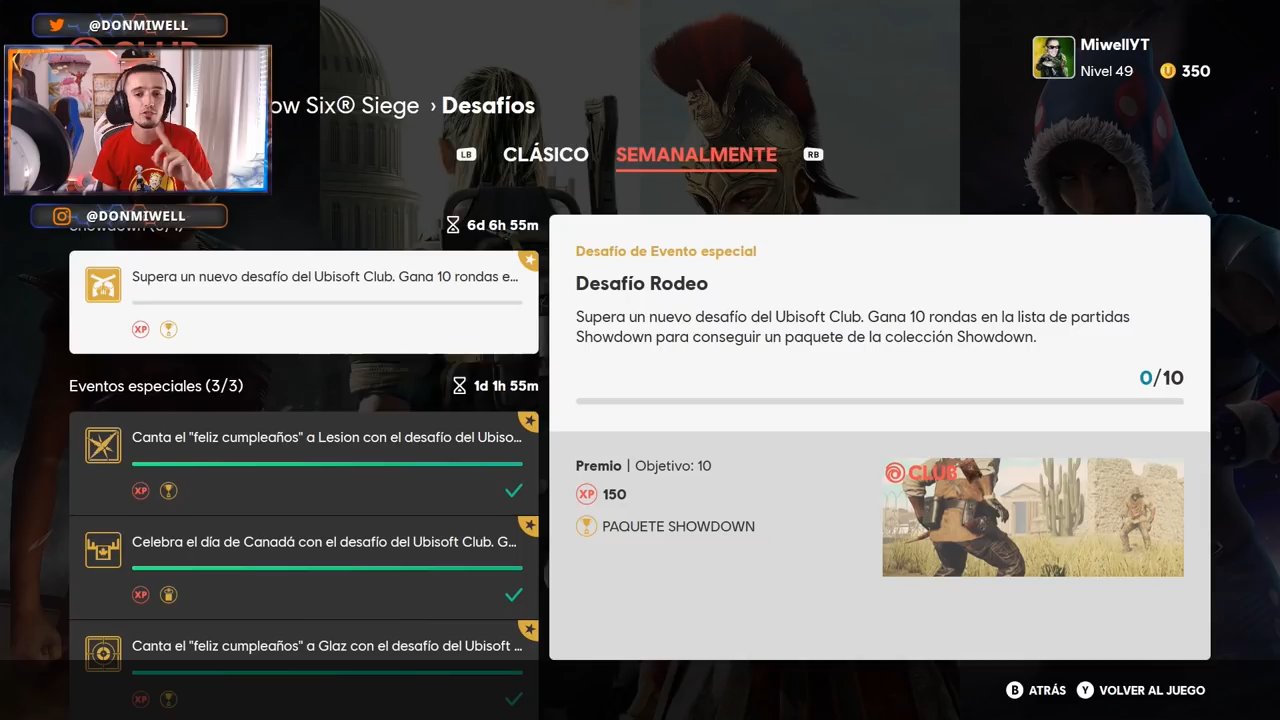 @DONMIWELL
MiwellYT
Nivel 49
350
ow Six® Siege › Desafíos
LB
CLÁSICO
SEMANALMENTE
RB
@DONMIWELL
6d 6h 55m
Supera un nuevo desafío del Ubisoft Club. Gana 10 rondas e...
XP
Eventos especiales (3/3)
1d 1h 55m
Canta el "feliz cumpleaños" a Lesion con el desafío del Ubiso...
XP
Celebra el día de Canadá con el desafío del Ubisoft Club. G...
XP
Canta el "feliz cumpleaños" a Glaz con el desafío del Ubisoft ...
XP
Desafío de Evento especial
Desafío Rodeo
Supera un nuevo desafío del Ubisoft Club. Gana 10 rondas en la lista de partidas
Showdown para conseguir un paquete de la colección Showdown.
0/10
Premio | Objetivo: 10
XP 150
PAQUETE SHOWDOWN
CLUB
B ATRÁS
Y VOLVER AL JUEGO